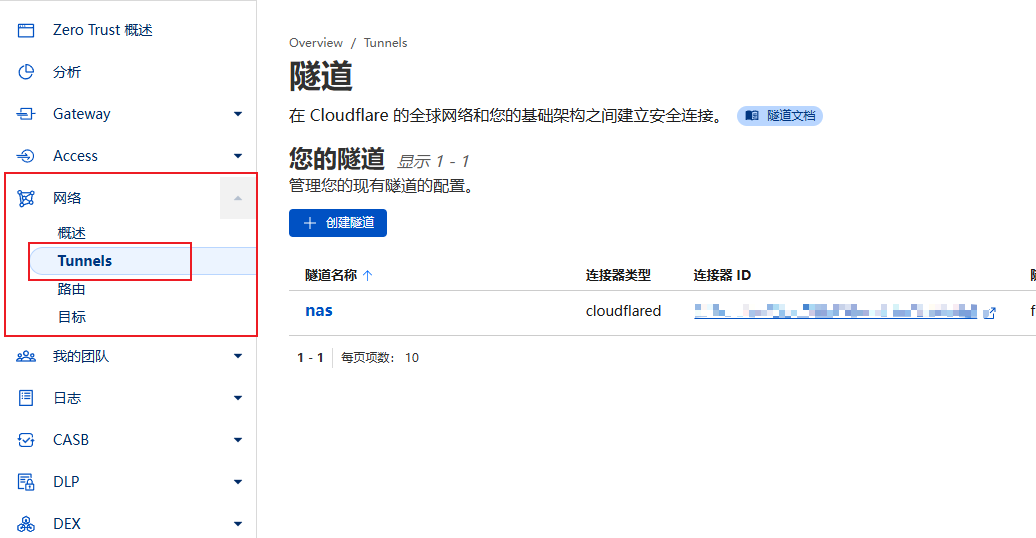 Zero Trust 概述
分析
Gateway
Access
网络
概述
Tunnels
路由
目标
我的团队
日志
CASB
DLP
DEX
Overview / Tunnels
隧道
在 Cloudflare 的全球网络和您的基础架构之间建立安全连接。 隧道文档
您的隧道 显示 1 - 1
管理您的现有隧道的配置。
+ 创建隧道
隧道名称 ↑ 连接器类型 连接器 ID
nas cloudflared
1 - 1 每页项数: 10